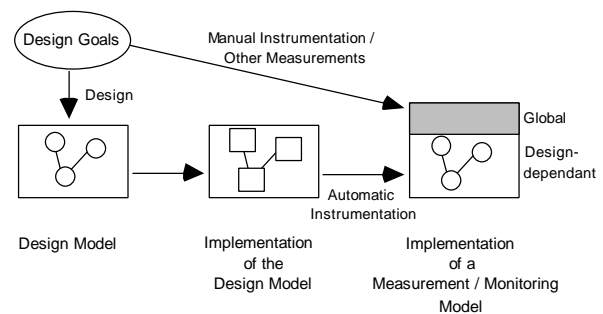 Design Goals
Manual Instrumentation /
Other Measurements
Design
Global
Design-
dependant
Automatic
Instrumentation
Design Model
Implementation
of the
Design Model
Implementation
of a
Measurement / Monitoring
Model